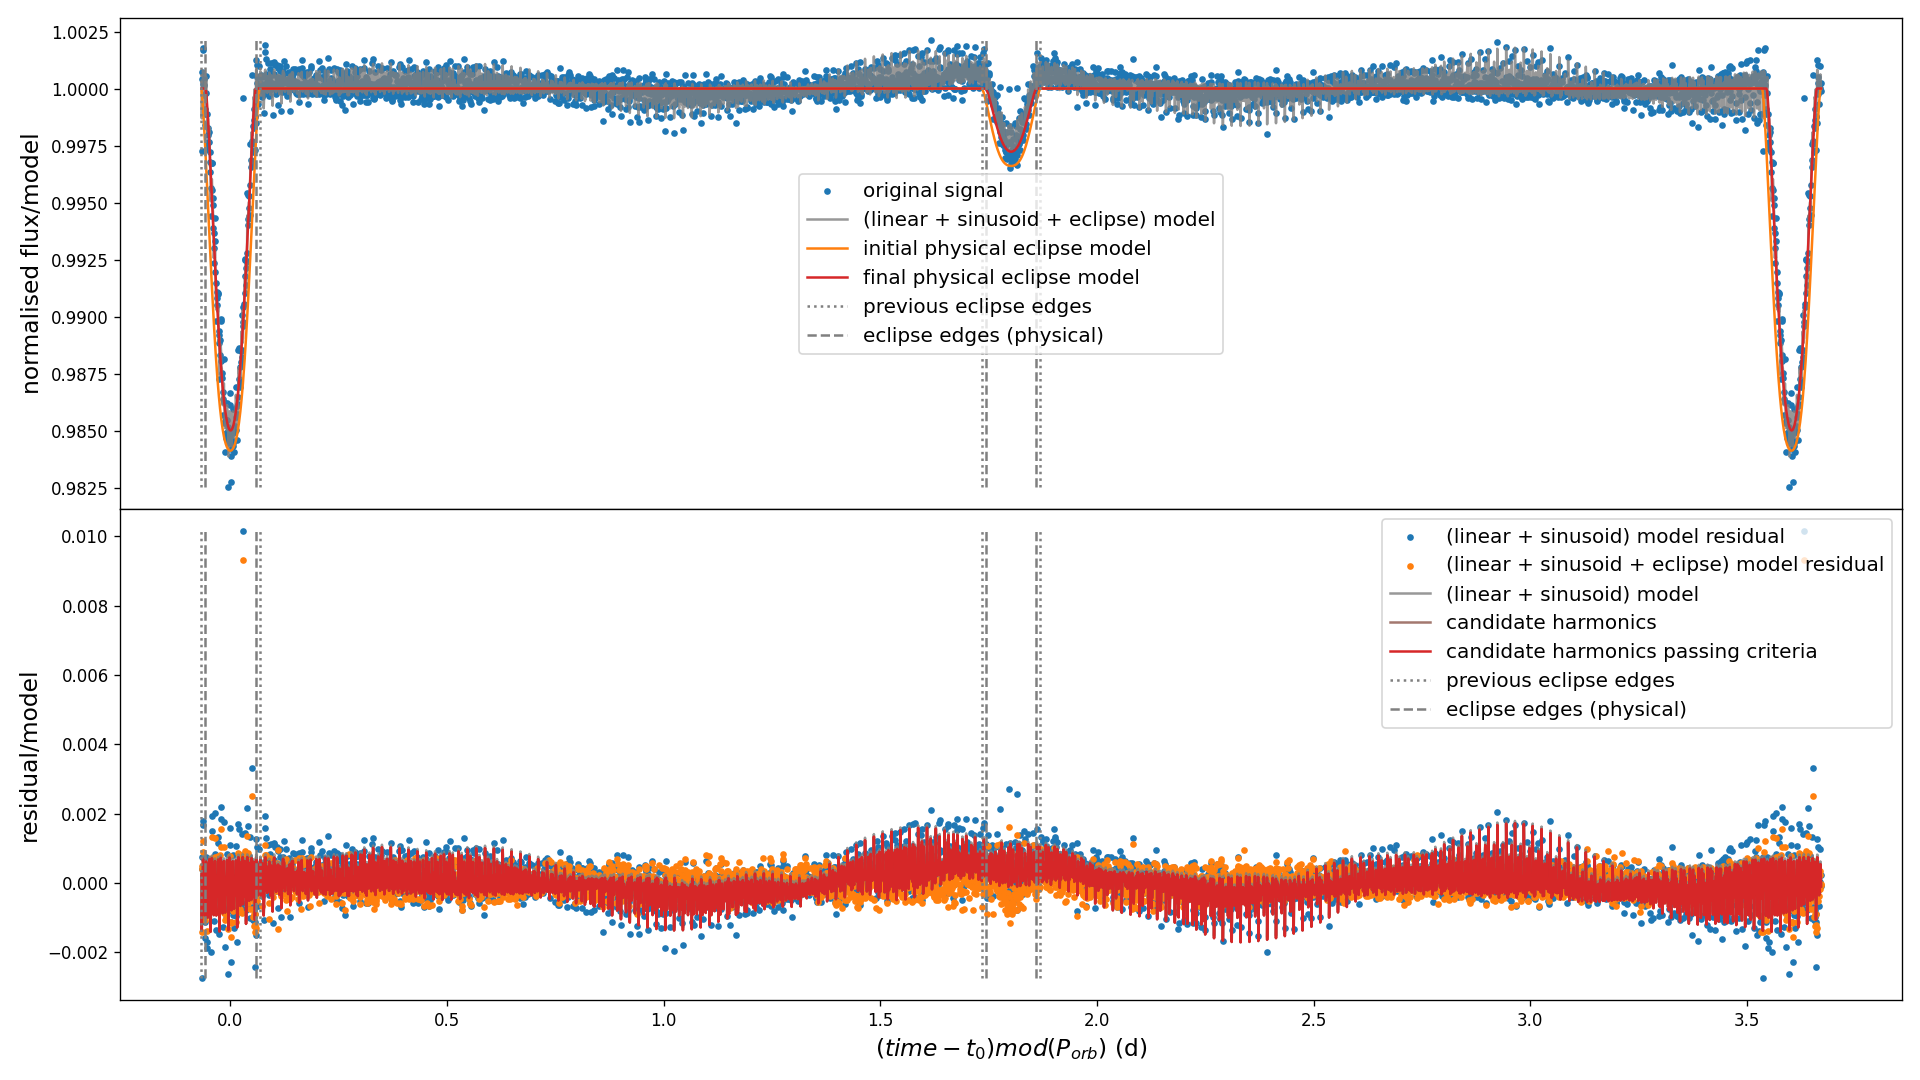 1.0025
1.0000
0.9975
0.9950
0.9925
0.9900
0.9875
0.9850
0.9825
normalised flux/model
original signal
(linear + sinusoid + eclipse) model
initial physical eclipse model
final physical eclipse model
previous eclipse edges
eclipse edges (physical)
0.010
0.008
0.006
0.004
0.002
0.000
−0.002
residual/model
(linear + sinusoid) model residual
(linear + sinusoid + eclipse) model residual
(linear + sinusoid) model
candidate harmonics
candidate harmonics passing criteria
previous eclipse edges
eclipse edges (physical)
0.0 0.5 1.0 1.5 2.0 2.5 3.0 3.5
(time − t₀)mod(P_orb) (d)